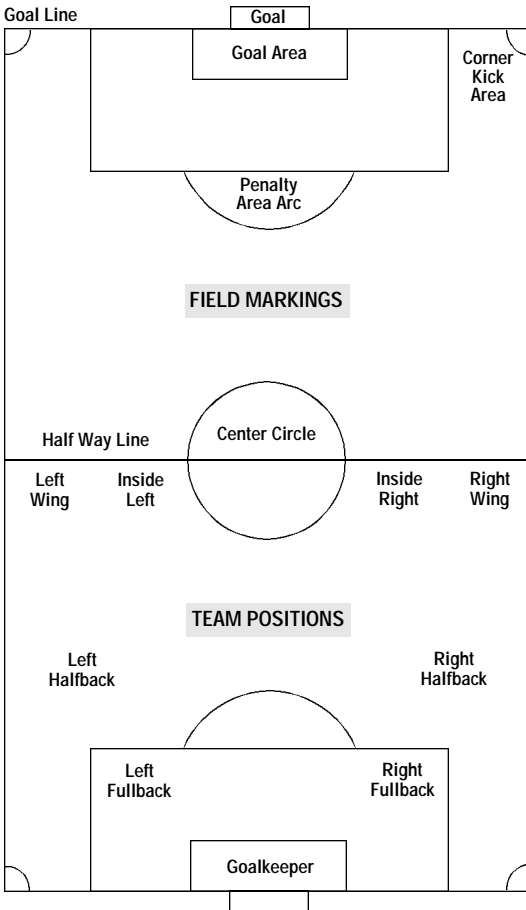 Goal Line
Goal
Goal Area
Corner
Kick
Area
Penalty
Area Arc
FIELD MARKINGS
Half Way Line
Center Circle
Left
Wing
Inside
Left
Inside
Right
Right
Wing
TEAM POSITIONS
Left
Halfback
Right
Halfback
Left
Fullback
Right
Fullback
Goalkeeper